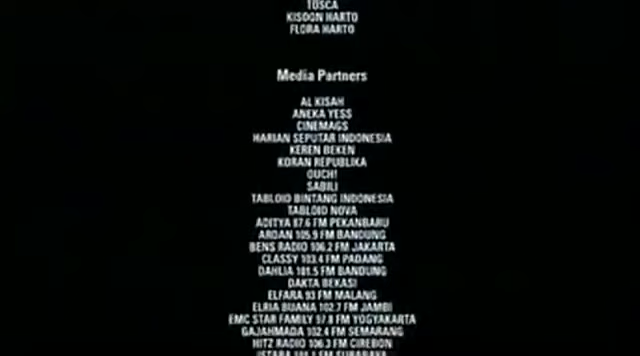 TOSCA
KISOON HARTO
FLORA HARTO
Media Partners
AL KISAH
ANEKA YESS
CINEMAGS
HARIAN SEPUTAR INDONESIA
KEREN BEKEN
KORAN REPUBLIKA
OUCH!
SABILI
TABLOID BINTANG INDONESIA
TABLOID NOVA
ADITYA 87.6 FM PEKANBARU
ARDAN 105.9 FM BANDUNG
BENS RADIO 106.2 FM JAKARTA
CLASSY 103.4 FM PADANG
DAHLIA 101.5 FM BANDUNG
DAKTA BEKASI
ELFARA 93 FM MALANG
ELRIA BUANA 102.7 FM JAMBI
EMC STAR FAMILY 97.8 FM YOGYAKARTA
GAJAHMADA 102.4 FM SEMARANG
HITZ RADIO 106.3 FM CIREBON
FM SURABAYA